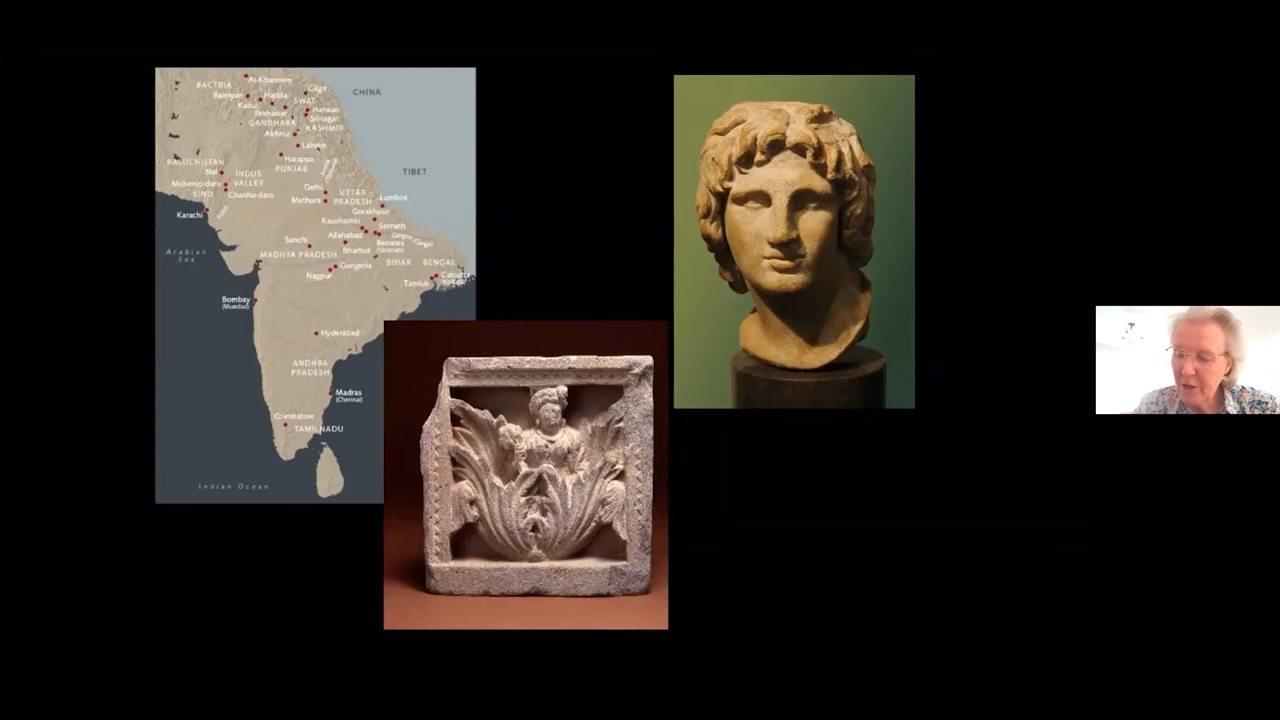 Ai-Khanoum
BACTRIA
Gilgit
CHINA
Bamiyan
Hadda
SWAT
Kabul
Peshawar
Harwan
Srinagar
GANDHARA
KASHMIR
Akhnur
Lahore
Harappa
PUNJAB
BALUCHISTAN
Nal
INDUS
VALLEY
TIBET
Mohenjo-daro
SIND
Chanhu-daro
Delhi
Mathura
UTTAR
PRADESH
Lumbini
Karachi
Gorakhpur
Kaushambi
Sarnath
Allahabad
Ganges (Ganga)
Sanchi
Benares
(Varanasi)
Bharhut
Arabian
Sea
MADHYA PRADESH
BIHAR
BENGAL
Gungeria
Nagpur
Calcutta
Tamluk
Bombay
(Mumbai)
Hyderabad
ANDHRA
PRADESH
Madras
(Chennai)
Coimbatore
TAMILNADU
Indian Ocean